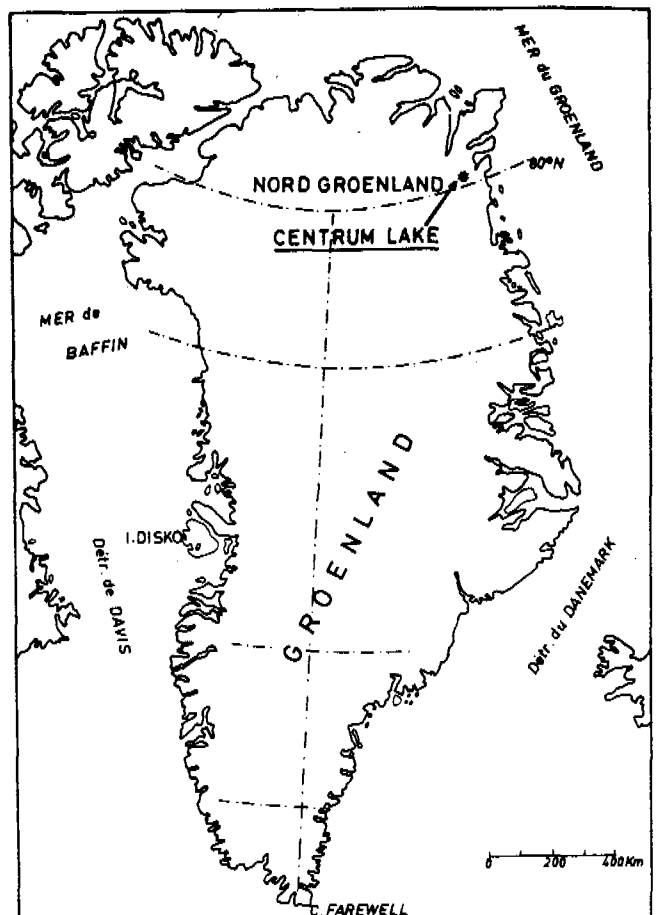 MER du GROENLAND
80°N
NORD GROENLAND
CENTRUM LAKE
MER de
BAFFIN
GROENLAND
I.DISKO
Détr. de DAVIS
Détr. du DANEMARK
0 200 400Km
C. FAREWELL